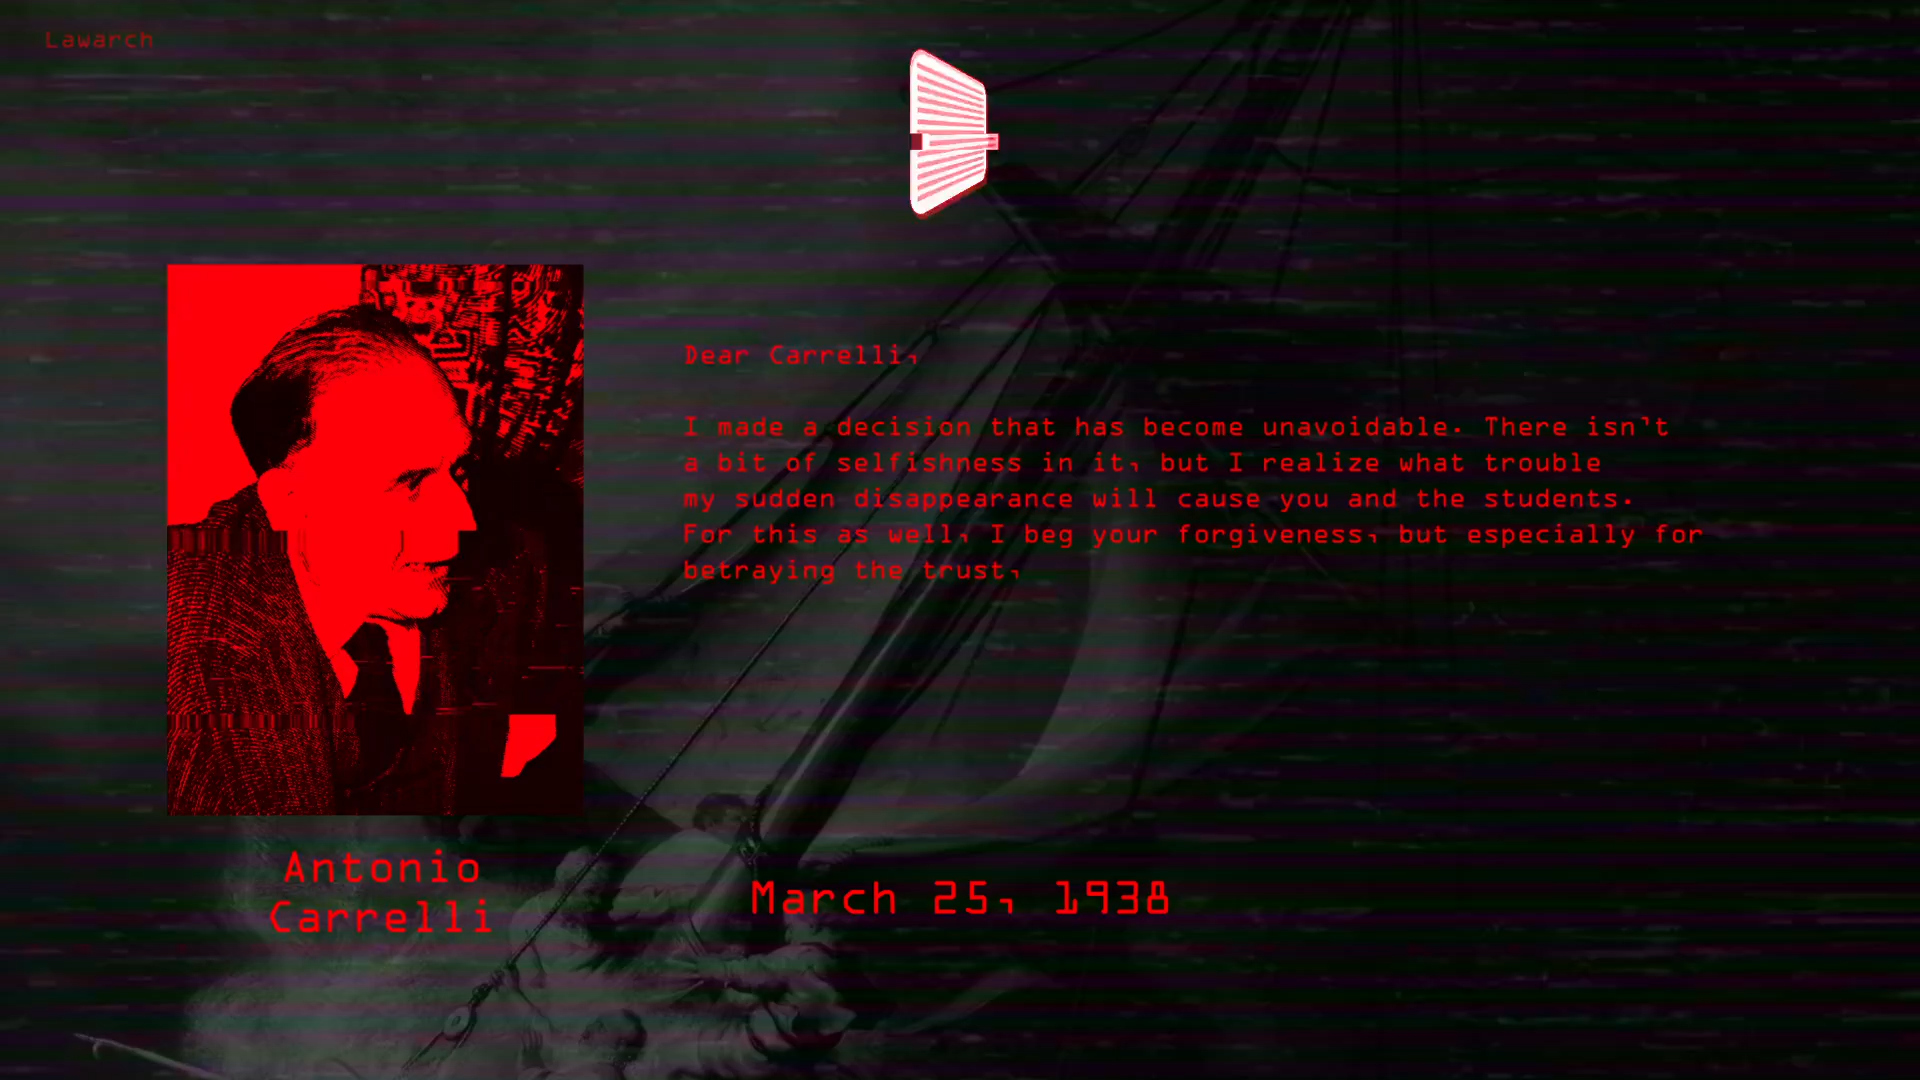 Lawarch
Dear Carrelli,
I made a decision that has become unavoidable. There isn't
a bit of selfishness in it, but I realize what trouble
my sudden disappearance will cause you and the students.
For this as well, I beg your forgiveness, but especially for
betraying the trust,
Antonio
Carrelli
March 25, 1938